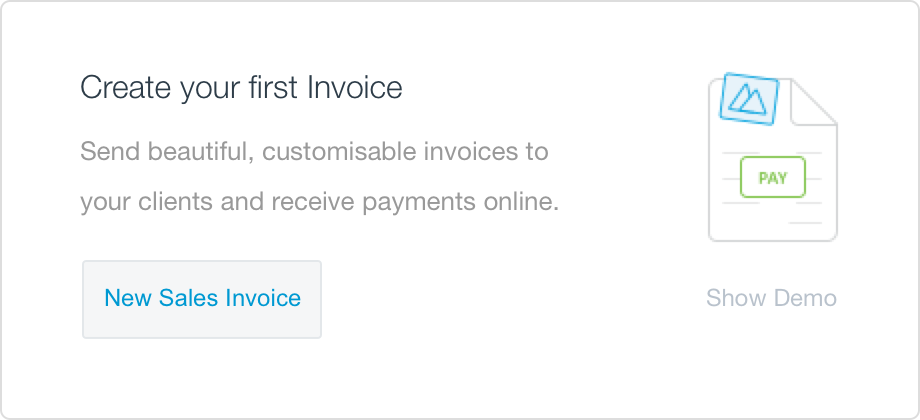 Create your first Invoice
Send beautiful, customisable invoices to
your clients and receive payments online.
PAY
New Sales Invoice
Show Demo